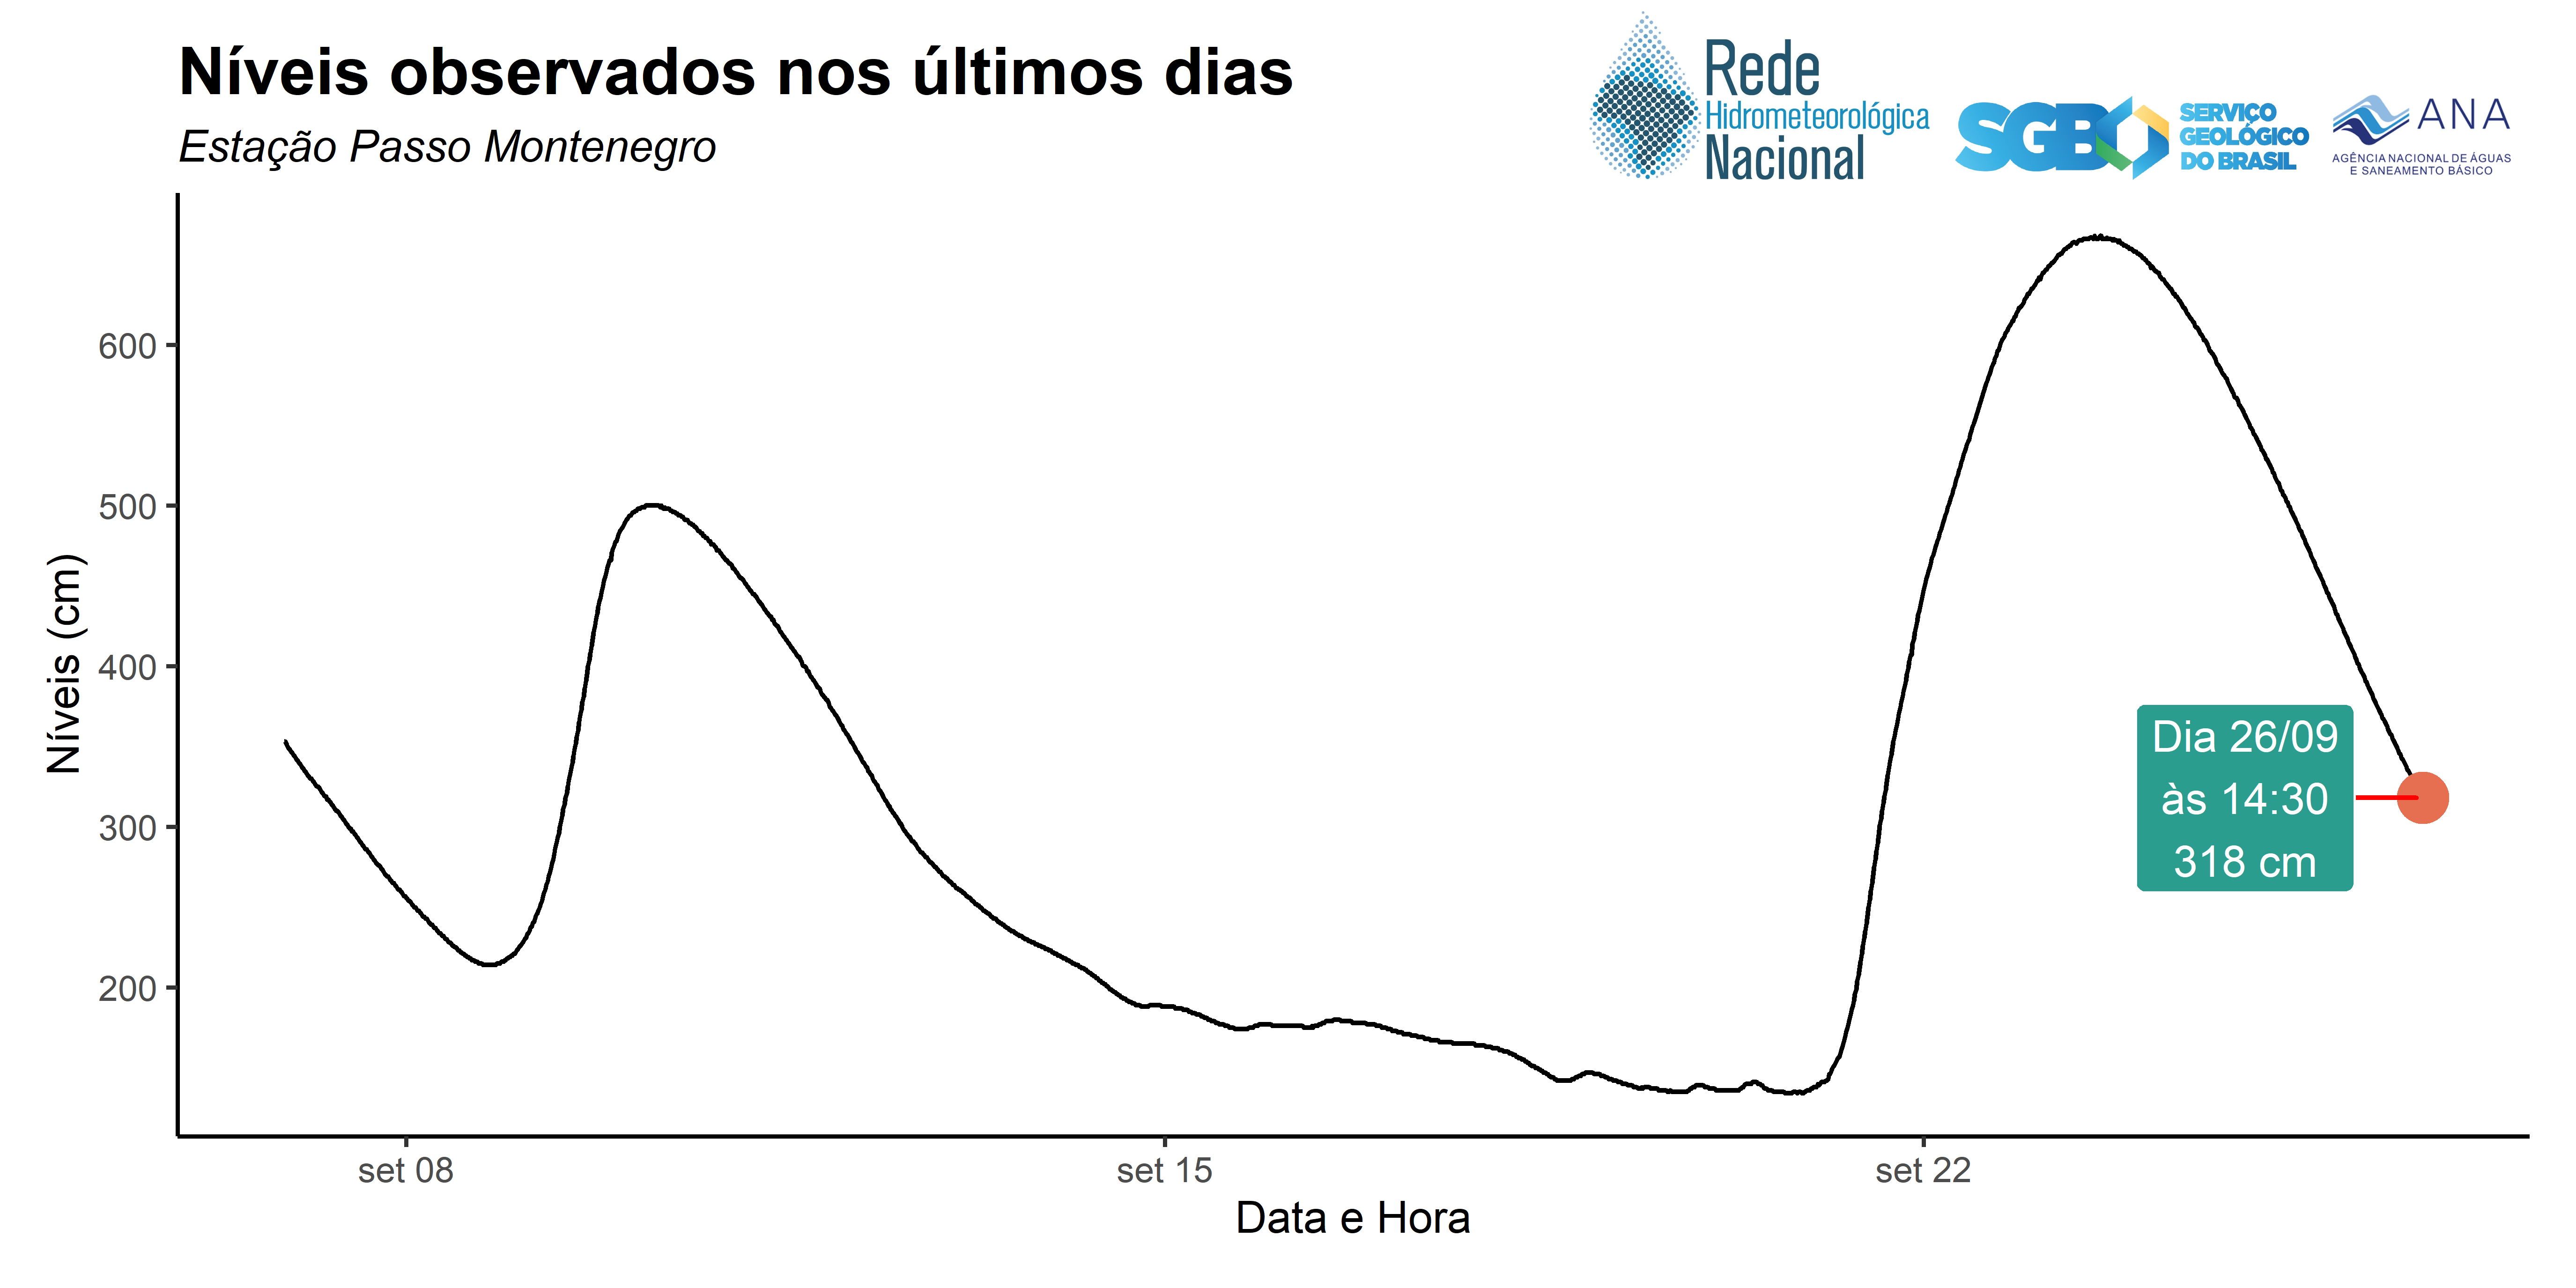 Níveis observados nos últimos dias
Estação Passo Montenegro
Rede
Hidrometeorológica
Nacional
SGB
SERVIÇO
GEOLÓGICO
DO BRASIL
ANA
AGÊNCIA NACIONAL DE ÁGUAS
E SANEAMENTO BÁSICO
Níveis (cm)
600
500
400
300
200
Dia 26/09
às 14:30
318 cm
set 08
set 15
set 22
Data e Hora